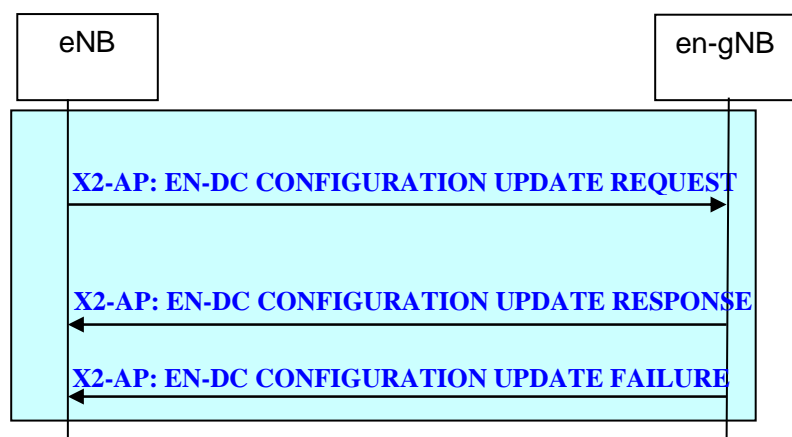 eNB
en-gNB
X2-AP: EN-DC CONFIGURATION UPDATE REQUEST
X2-AP: EN-DC CONFIGURATION UPDATE RESPONSE
X2-AP: EN-DC CONFIGURATION UPDATE FAILURE